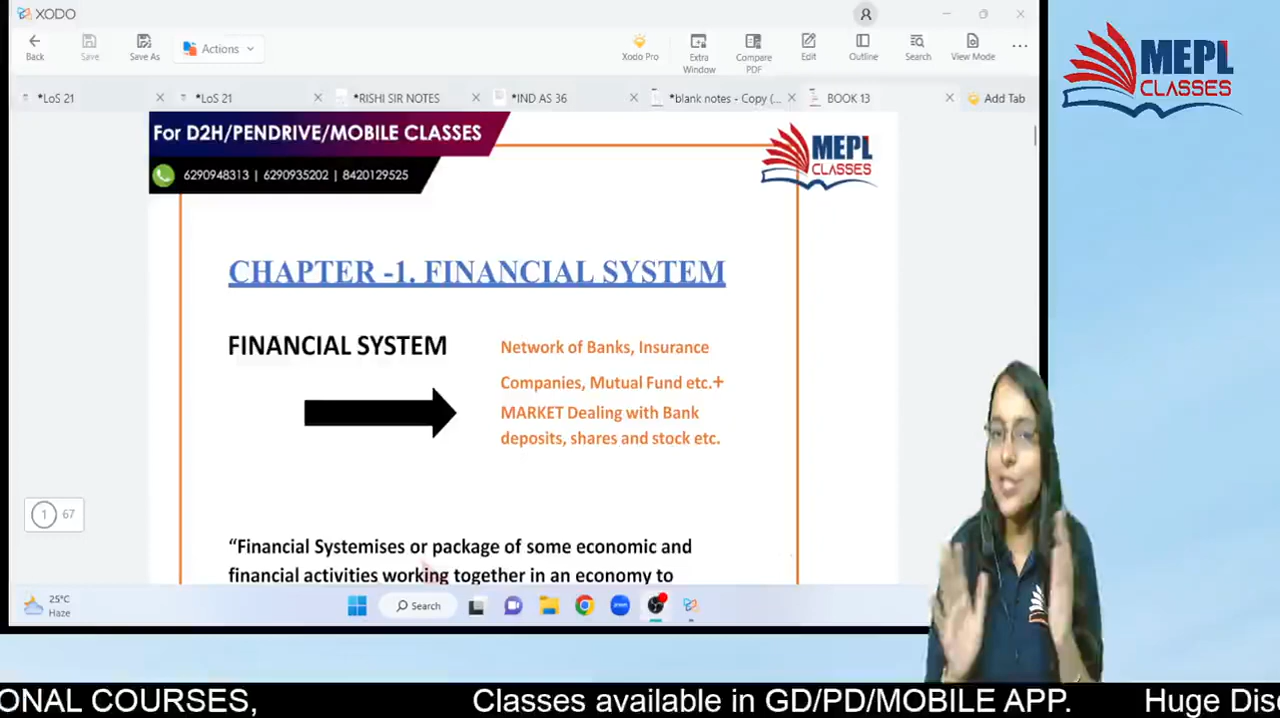 XODO
Back
Save
Save As
Actions
Xodo Pro
Extra Window
Compare PDF
Edit
Outline
Search
View Mode
*LoS 21
*LoS 21
*RISHI SIR NOTES
*IND AS 36
*blank notes - Copy (...
BOOK 13
Add Tab
MEPL
CLASSES
For D2H/PENDRIVE/MOBILE CLASSES
6290948313 | 6290935202 | 8420129525
MEPL
CLASSES
CHAPTER -1. FINANCIAL SYSTEM
FINANCIAL SYSTEM
Network of Banks, Insurance
Companies, Mutual Fund etc.+
MARKET Dealing with Bank
deposits, shares and stock etc.
1 67
“Financial Systemises or package of some economic and
financial activities working together in an economy to
25°C
Haze
Search
zoom
ONAL COURSES, Classes available in GD/PD/MOBILE APP. Huge Disc